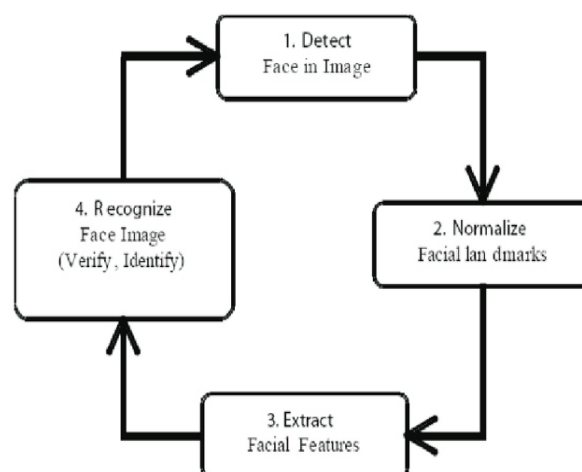 1. Detect
Face in Image
2. Normalize
Facial lan dmarks
3. Extract
Facial Features
4. Recognize
Face Image
(Verify , Identify)